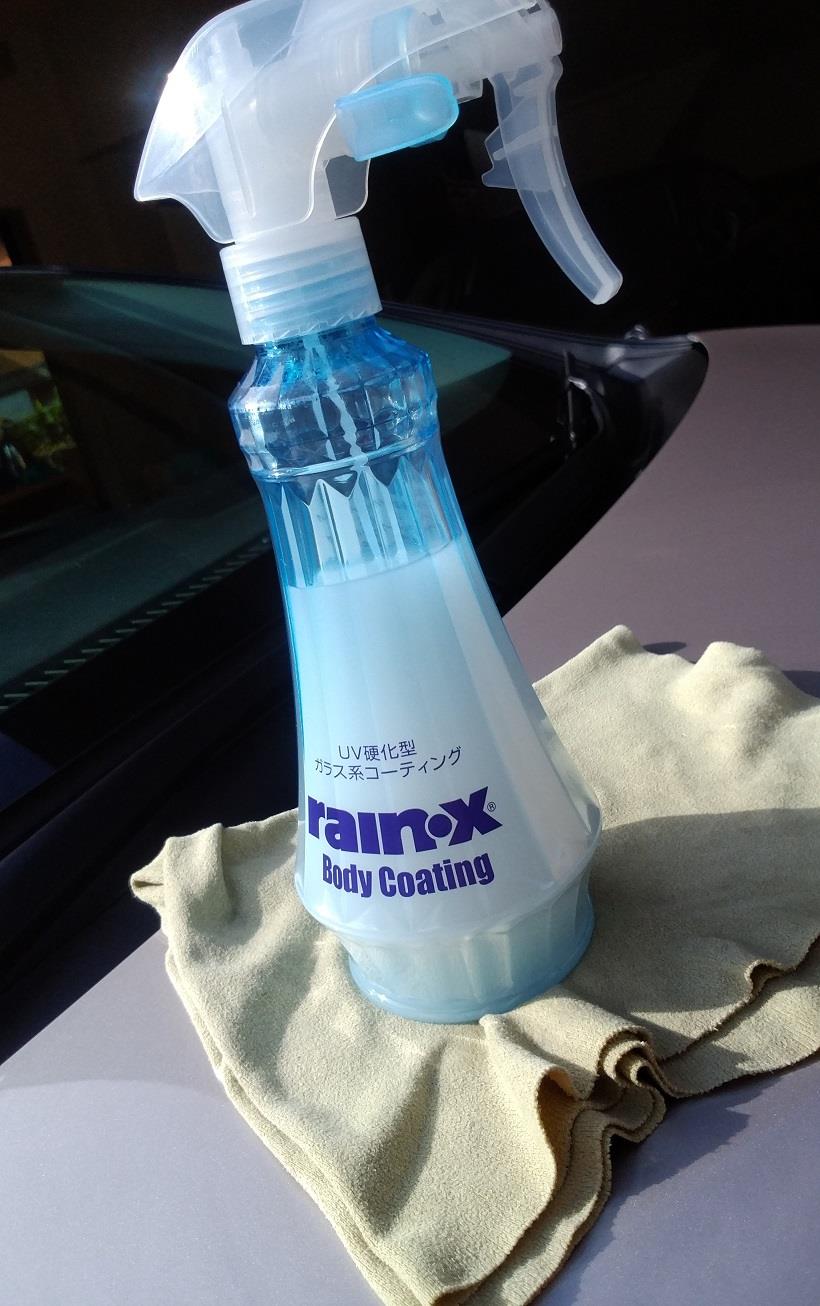 UV硬化型
ガラス系コーティング
rain·x®
Body Coating